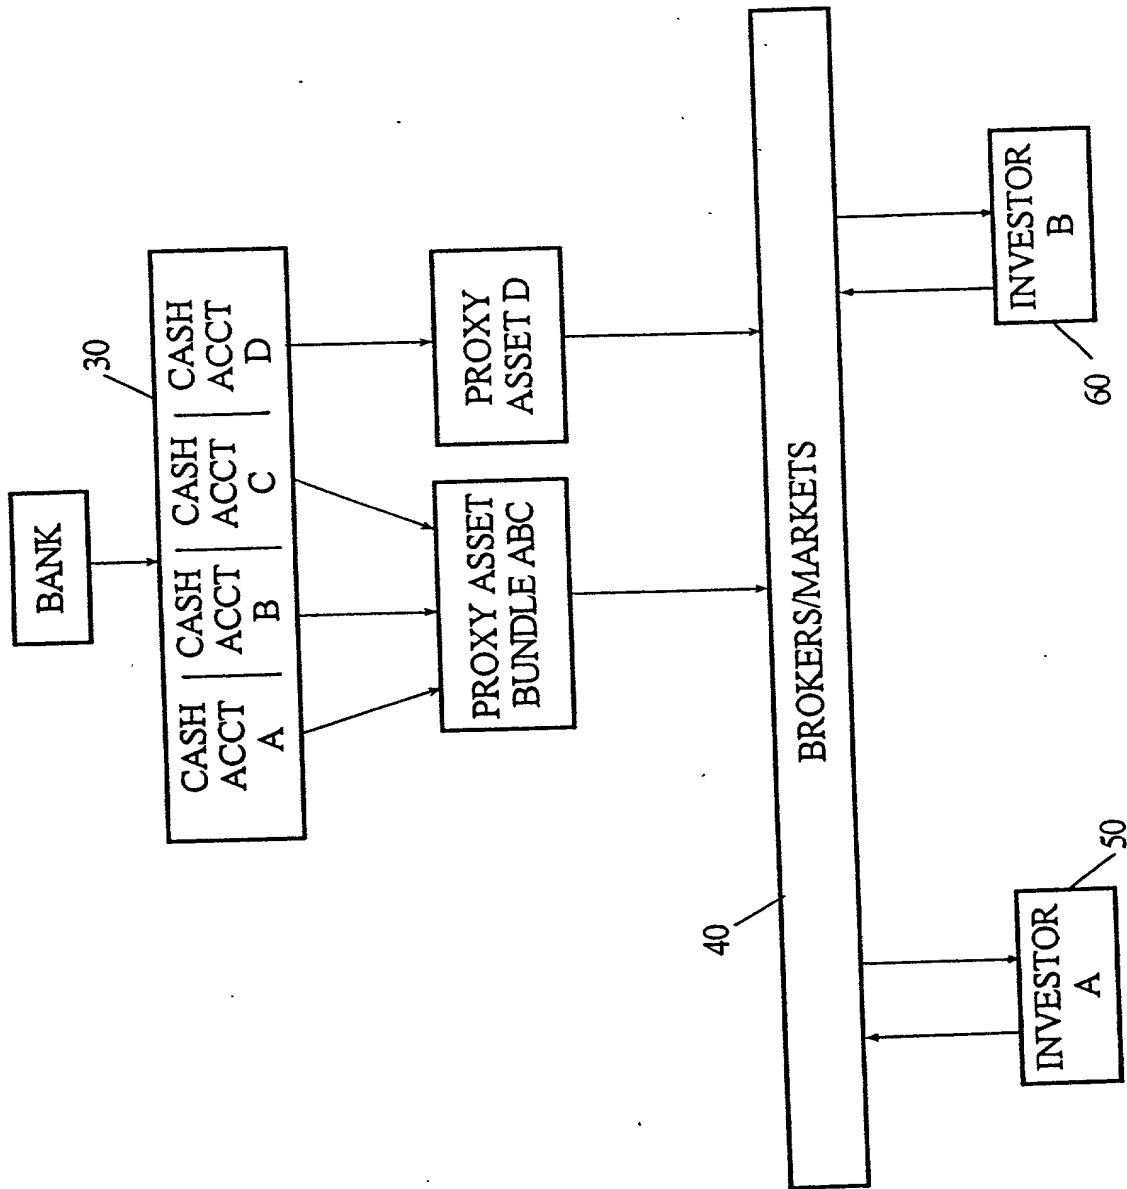 BANK
30
CASH
ACCT
A
CASH
ACCT
B
CASH
ACCT
C
CASH
ACCT
D
PROXY ASSET
BUNDLE ABC
PROXY
ASSET D
40
BROKERS/MARKETS
INVESTOR
A
50
INVESTOR
B
60